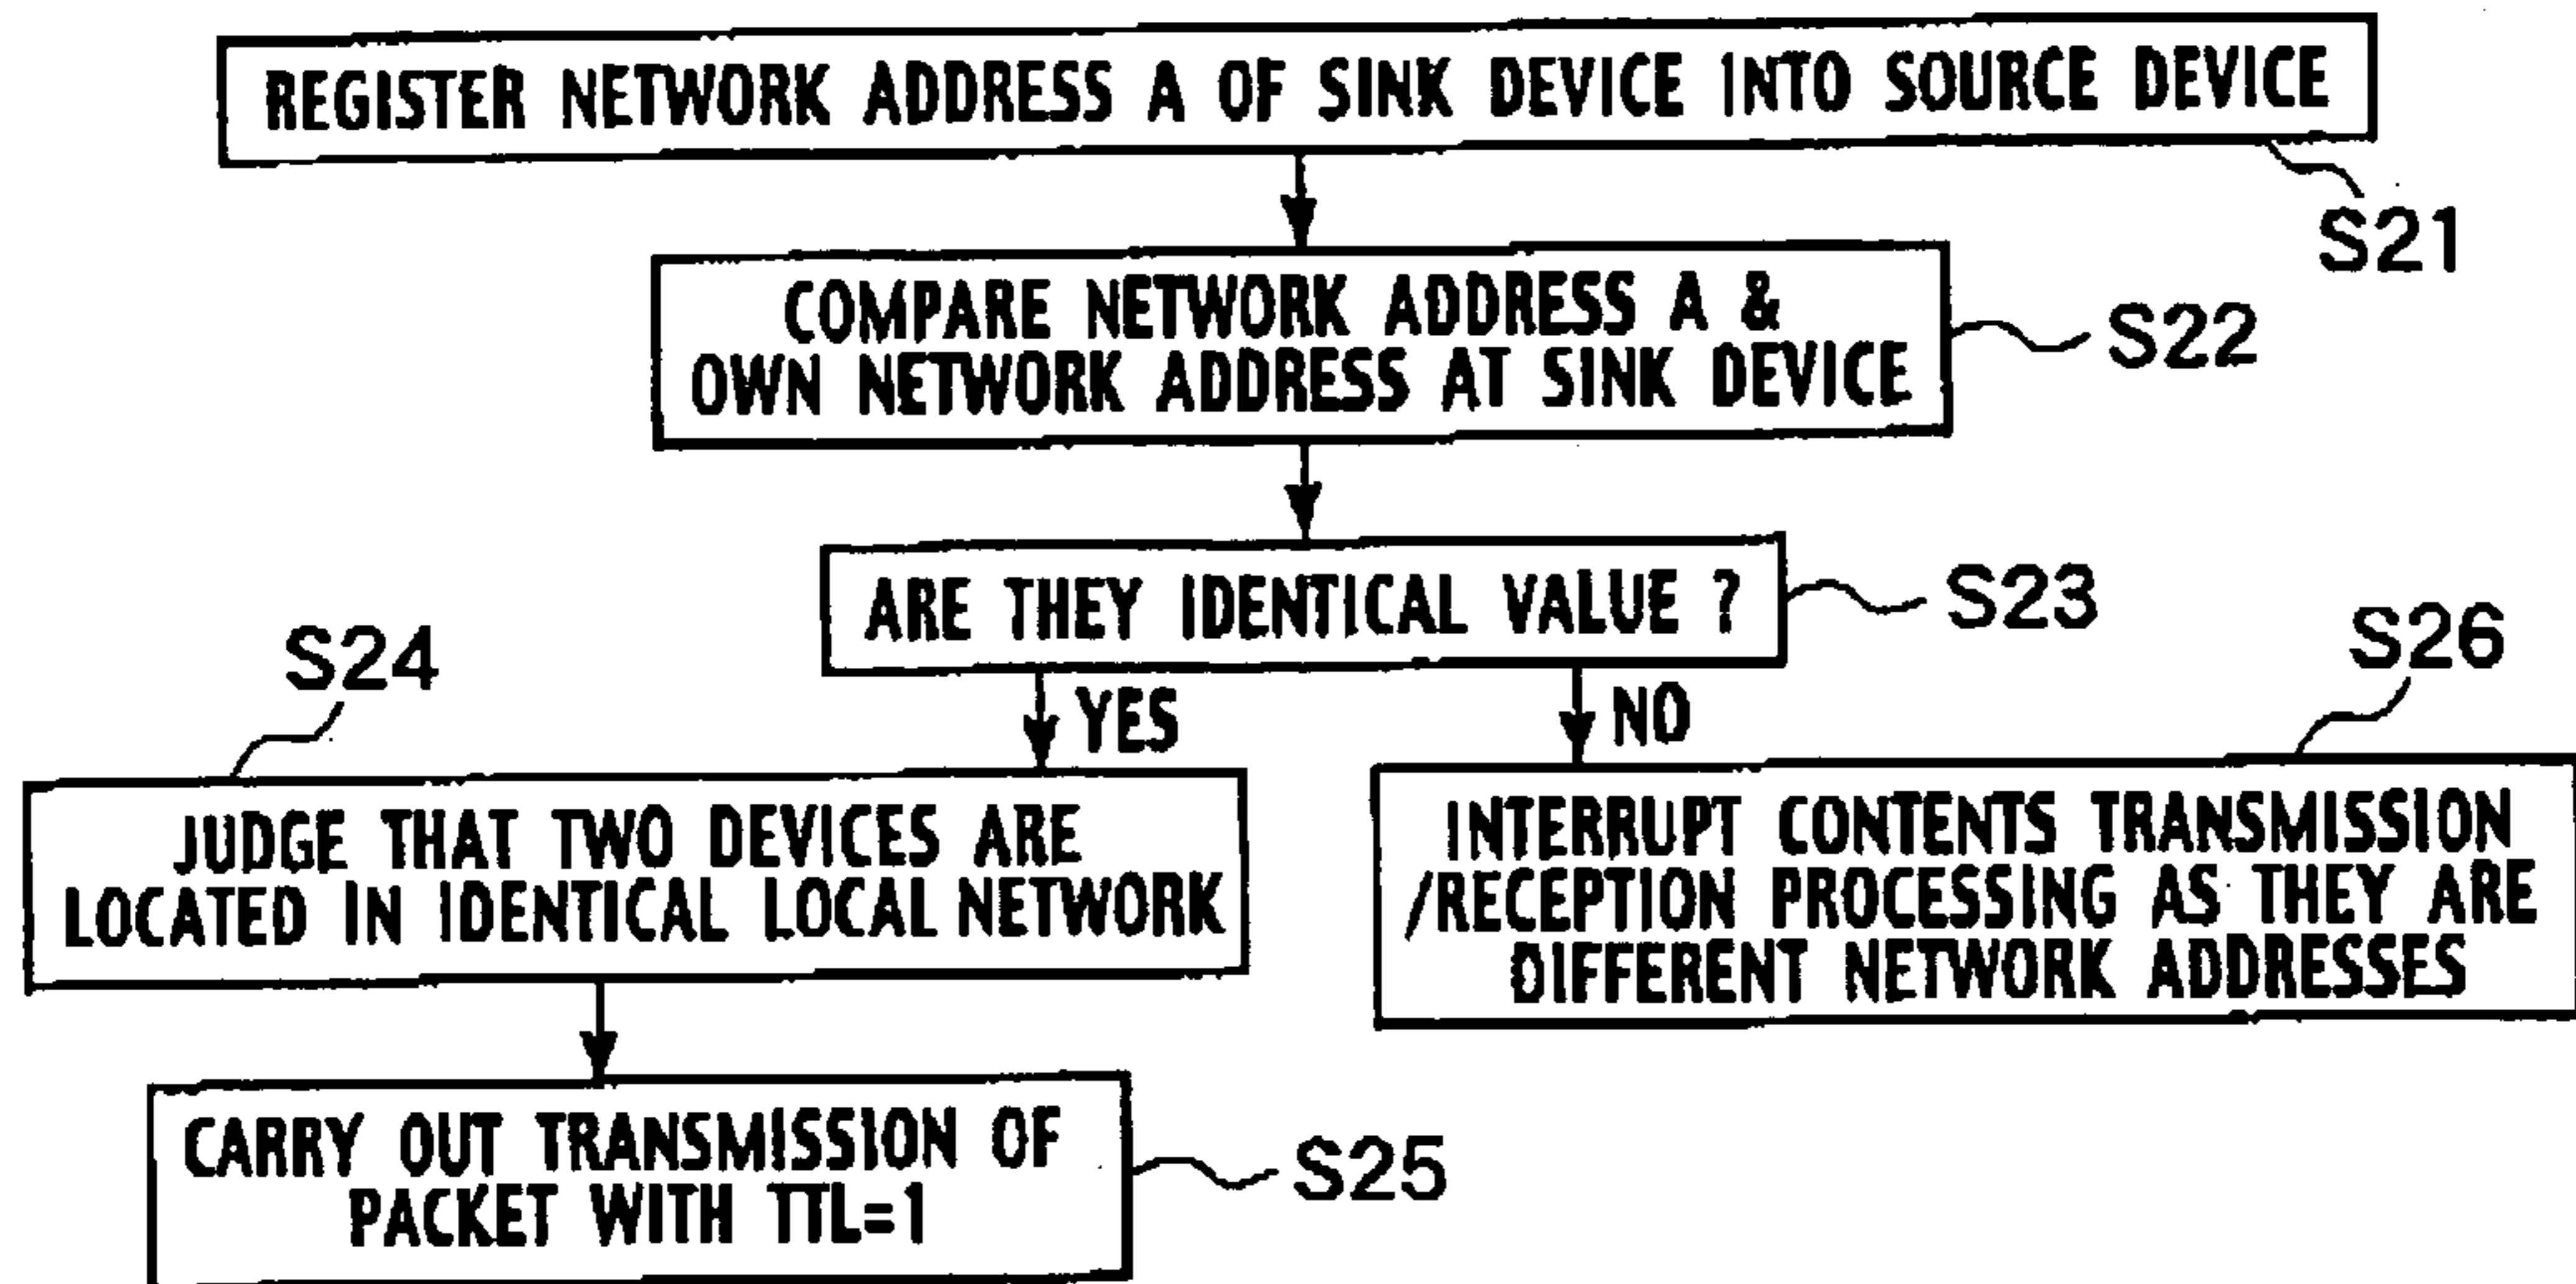 REGISTER NETWORK ADDRESS A OF SINK DEVICE INTO SOURCE DEVICE
S21
COMPARE NETWORK ADDRESS A &
OWN NETWORK ADDRESS AT SINK DEVICE
S22
ARE THEY IDENTICAL VALUE ?
S23
YES
NO
S24
JUDGE THAT TWO DEVICES ARE
LOCATED IN IDENTICAL LOCAL NETWORK
S26
INTERRUPT CONTENTS TRANSMISSION
/RECEPTION PROCESSING AS THEY ARE
DIFFERENT NETWORK ADDRESSES
CARRY OUT TRANSMISSION OF
PACKET WITH TTL=1
S25